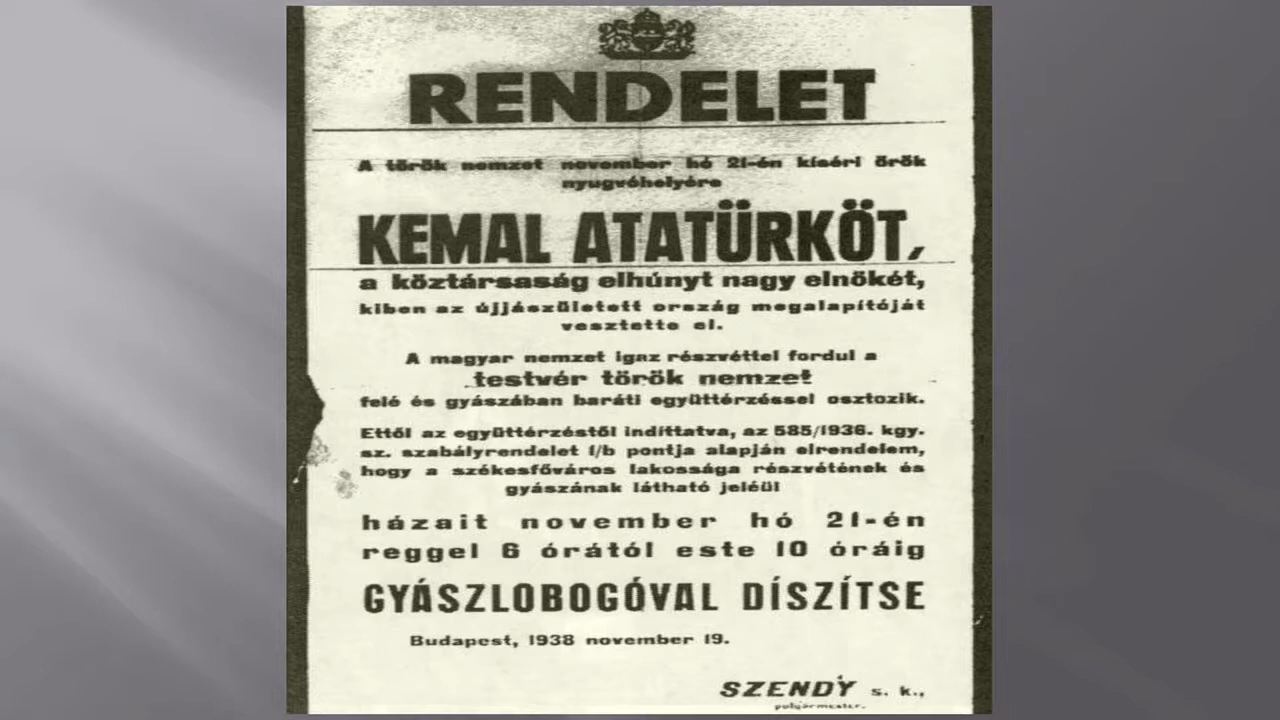 RENDELET
A török nemzet november hó 21-én kíséri örök
nyugvóhelyére
KEMAL ATATÜRKÖT,
a köztársaság elhúnyt nagy elnökét,
kiben az újjászületett ország megalapítóját
vesztette el.
A magyar nemzet igaz részvéttel fordul a
testvér török nemzet
felé és gyászában baráti együttérzéssel osztozik.
Ettől az együttérzéstől indíttatva, az 585/1936. kgy.
sz. szabályrendelet I/b pontja alapján elrendelem,
hogy a székesfőváros lakossága részvétének és
gyászának látható jeléül
házait november hó 21-én
reggel 6 órától este 10 óráig
GYÁSZLOBOGÓVAL DÍSZÍTSE
Budapest, 1938 november 19.
SZENDY s. k.,
polgármester.